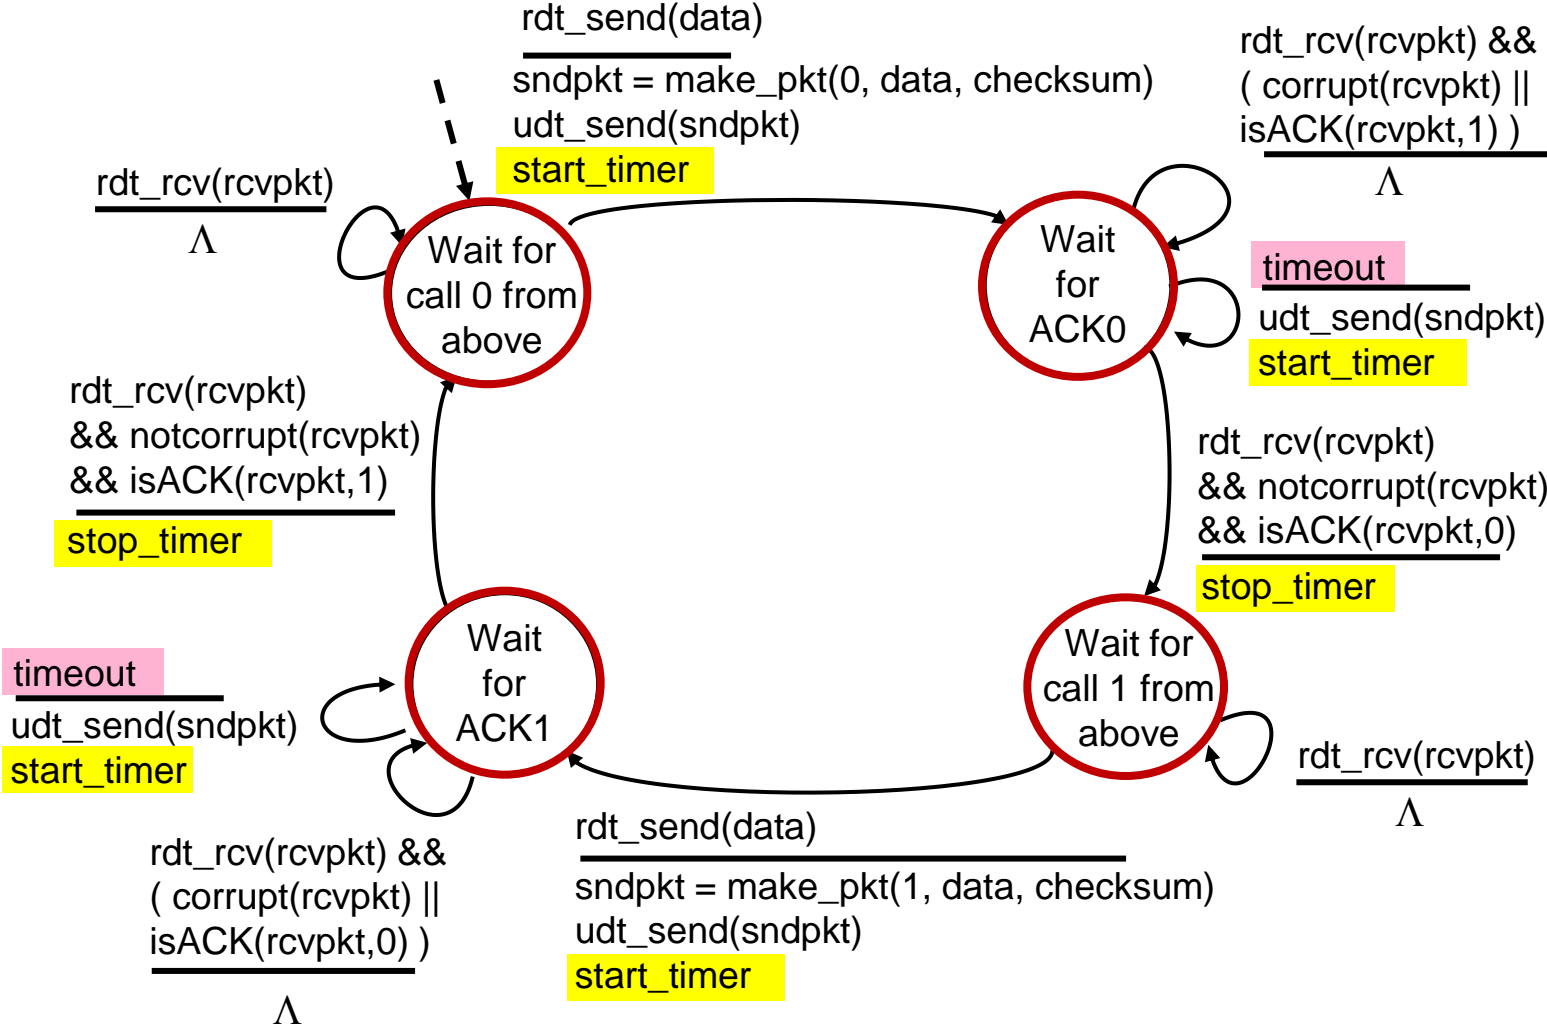 rdt_send(data)
sndpkt = make_pkt(0, data, checksum)
udt_send(sndpkt)
start_timer
rdt_rcv(rcvpkt) &&
( corrupt(rcvpkt) ||
isACK(rcvpkt,1) )
Λ
rdt_rcv(rcvpkt)
Λ
Wait for
call 0 from
above
Wait
for
ACK0
timeout
udt_send(sndpkt)
start_timer
rdt_rcv(rcvpkt)
&& notcorrupt(rcvpkt)
&& isACK(rcvpkt,1)
stop_timer
rdt_rcv(rcvpkt)
&& notcorrupt(rcvpkt)
&& isACK(rcvpkt,0)
stop_timer
Wait
for
ACK1
Wait for
call 1 from
above
timeout
udt_send(sndpkt)
start_timer
rdt_rcv(rcvpkt)
Λ
rdt_rcv(rcvpkt) &&
( corrupt(rcvpkt) ||
isACK(rcvpkt,0) )
Λ
rdt_send(data)
sndpkt = make_pkt(1, data, checksum)
udt_send(sndpkt)
start_timer